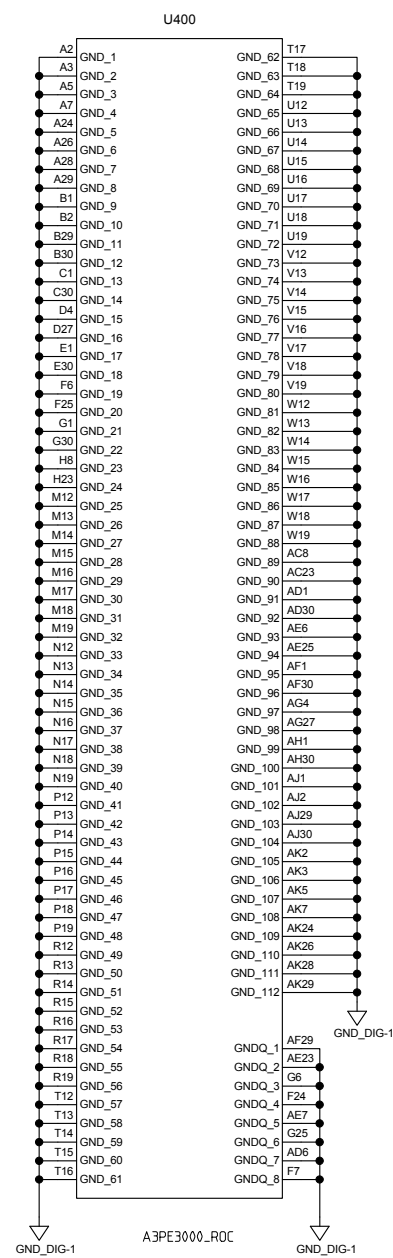 U400
A2 GND_1 GND_62 T17
A3 GND_2 GND_63 T18
A5 GND_3 GND_64 T19
A7 GND_4 GND_65 U12
A24 GND_5 GND_66 U13
A26 GND_6 GND_67 U14
A28 GND_7 GND_68 U15
A29 GND_8 GND_69 U16
B1 GND_9 GND_70 U17
B2 GND_10 GND_71 U18
B29 GND_11 GND_72 U19
B30 GND_12 GND_73 V12
C1 GND_13 GND_74 V13
C30 GND_14 GND_75 V14
D4 GND_15 GND_76 V15
D27 GND_16 GND_77 V16
E1 GND_17 GND_78 V17
E30 GND_18 GND_79 V18
F6 GND_19 GND_80 V19
F25 GND_20 GND_81 W12
G1 GND_21 GND_82 W13
G30 GND_22 GND_83 W14
H8 GND_23 GND_84 W15
H23 GND_24 GND_85 W16
M12 GND_25 GND_86 W17
M13 GND_26 GND_87 W18
M14 GND_27 GND_88 W19
M15 GND_28 GND_89 AC8
M16 GND_29 GND_90 AC23
M17 GND_30 GND_91 AD1
M18 GND_31 GND_92 AD30
M19 GND_32 GND_93 AE6
N12 GND_33 GND_94 AE25
N13 GND_34 GND_95 AF1
N14 GND_35 GND_96 AF30
N15 GND_36 GND_97 AG4
N16 GND_37 GND_98 AG27
N17 GND_38 GND_99 AH1
N18 GND_39 GND_100 AH30
N19 GND_40 GND_101 AJ1
P12 GND_41 GND_102 AJ2
P13 GND_42 GND_103 AJ29
P14 GND_43 GND_104 AJ30
P15 GND_44 GND_105 AK2
P16 GND_45 GND_106 AK3
P17 GND_46 GND_107 AK5
P18 GND_47 GND_108 AK7
P19 GND_48 GND_109 AK24
R12 GND_49 GND_110 AK26
R13 GND_50 GND_111 AK28
R14 GND_51 GND_112 AK29
R15 GND_52
R16 GND_53
GND_DIG-1
R17 GND_54 GNDQ_1 AF29
R18 GND_55 GNDQ_2 AE23
R19 GND_56 GNDQ_3 G6
T12 GND_57 GNDQ_4 F24
T13 GND_58 GNDQ_5 AE7
T14 GND_59 GNDQ_6 G25
T15 GND_60 GNDQ_7 AD6
T16 GND_61 GNDQ_8 F7
GND_DIG-1 A3PE3000_ROC GND_DIG-1